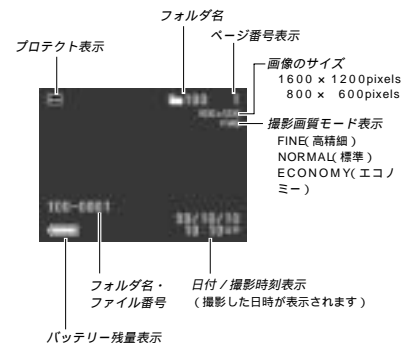 フォルダ名
ページ番号表示
プロテクト表示
画像のサイズ
1600 × 1200pixels
800 × 600pixels
撮影画質モード表示
FINE(高精細)
NORMAL(標準)
ECONOMY(エコノ
ミー)
100 1
100-0001
フォルダ名・
ファイル番号
日付 / 撮影時刻表示
(撮影した日時が表示されます)
バッテリー残量表示